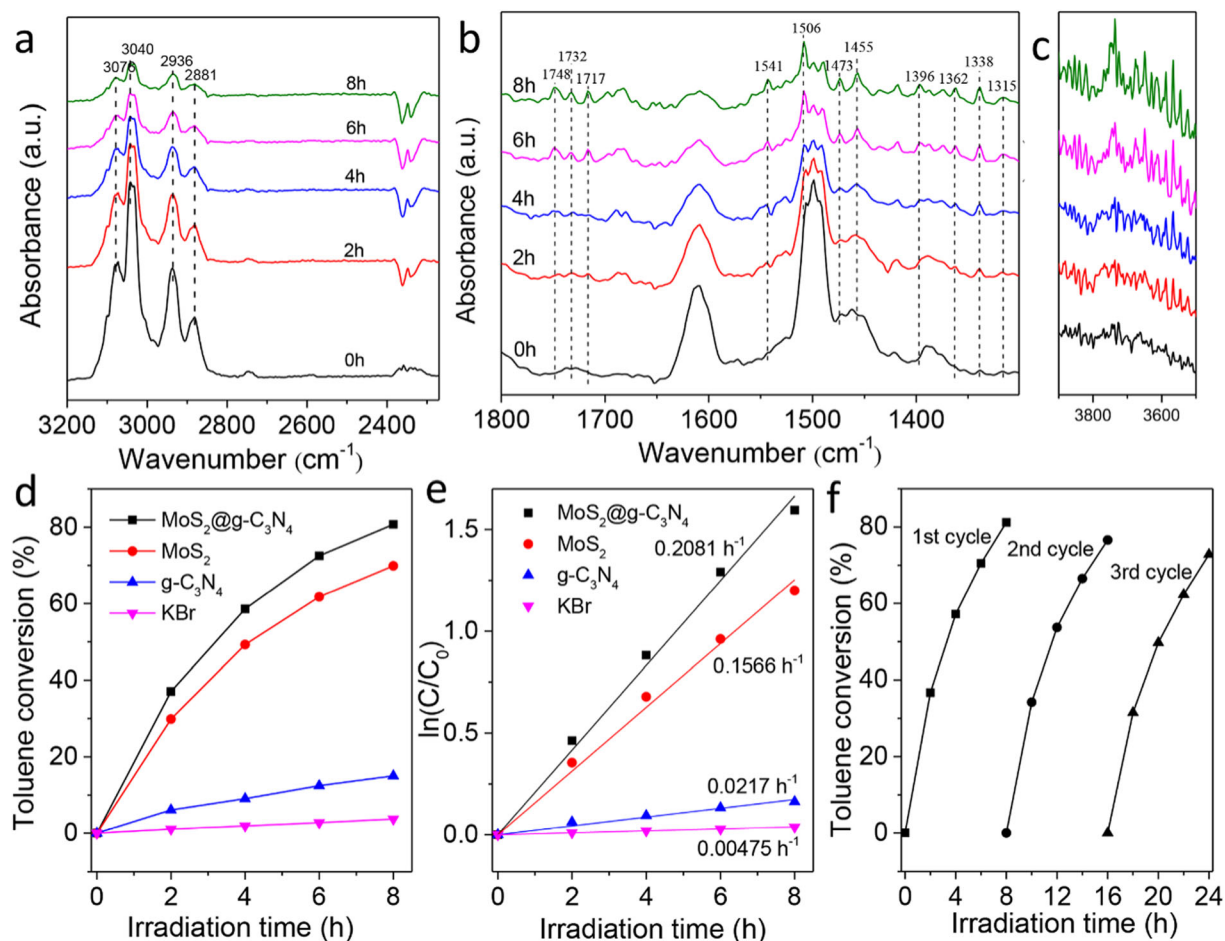 a
3078
3040
2936
2881
8h
6h
4h
2h
0h
Absorbance (a.u.)
3200
3000
2800
2600
2400
Wavenumber (cm⁻¹)
b
1748
1732
1717
1541
1506
1473
1455
1396
1362
1338
1315
8h
6h
4h
2h
0h
Absorbance (a.u.)
1800
1700
1600
1500
1400
Wavenumber (cm⁻¹)
c
3800
3600
d
MoS₂@g-C₃N₄
MoS₂
g-C₃N₄
KBr
Toluene conversion (%)
80
60
40
20
0
0
2
4
6
8
Irradiation time (h)
e
MoS₂@g-C₃N₄
MoS₂
g-C₃N₄
KBr
0.2081 h⁻¹
0.1566 h⁻¹
0.0217 h⁻¹
0.00475 h⁻¹
ln(C/C₀)
1.5
1.0
0.5
0.0
0
2
4
6
8
Irradiation time (h)
f
1st cycle
2nd cycle
3rd cycle
Toluene conversion (%)
80
60
40
20
0
0
4
8
12
16
20
24
Irradiation time (h)